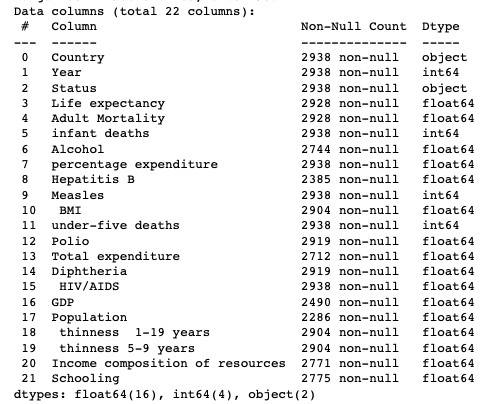 Data columns (total 22 columns):
 #   Column                           Non-Null Count  Dtype
---  ------                           --------------  -----
 0   Country                          2938 non-null   object
 1   Year                             2938 non-null   int64
 2   Status                           2938 non-null   object
 3   Life expectancy                  2928 non-null   float64
 4   Adult Mortality                  2928 non-null   float64
 5   infant deaths                    2938 non-null   int64
 6   Alcohol                          2744 non-null   float64
 7   percentage expenditure           2938 non-null   float64
 8   Hepatitis B                      2385 non-null   float64
 9   Measles                          2938 non-null   int64
 10   BMI                             2904 non-null   float64
 11  under-five deaths                2938 non-null   int64
 12  Polio                            2919 non-null   float64
 13  Total expenditure                2712 non-null   float64
 14  Diphtheria                       2919 non-null   float64
 15   HIV/AIDS                        2938 non-null   float64
 16  GDP                              2490 non-null   float64
 17  Population                       2286 non-null   float64
 18   thinness  1-19 years            2904 non-null   float64
 19   thinness 5-9 years              2904 non-null   float64
 20  Income composition of resources  2771 non-null   float64
 21  Schooling                        2775 non-null   float64
dtypes: float64(16), int64(4), object(2)